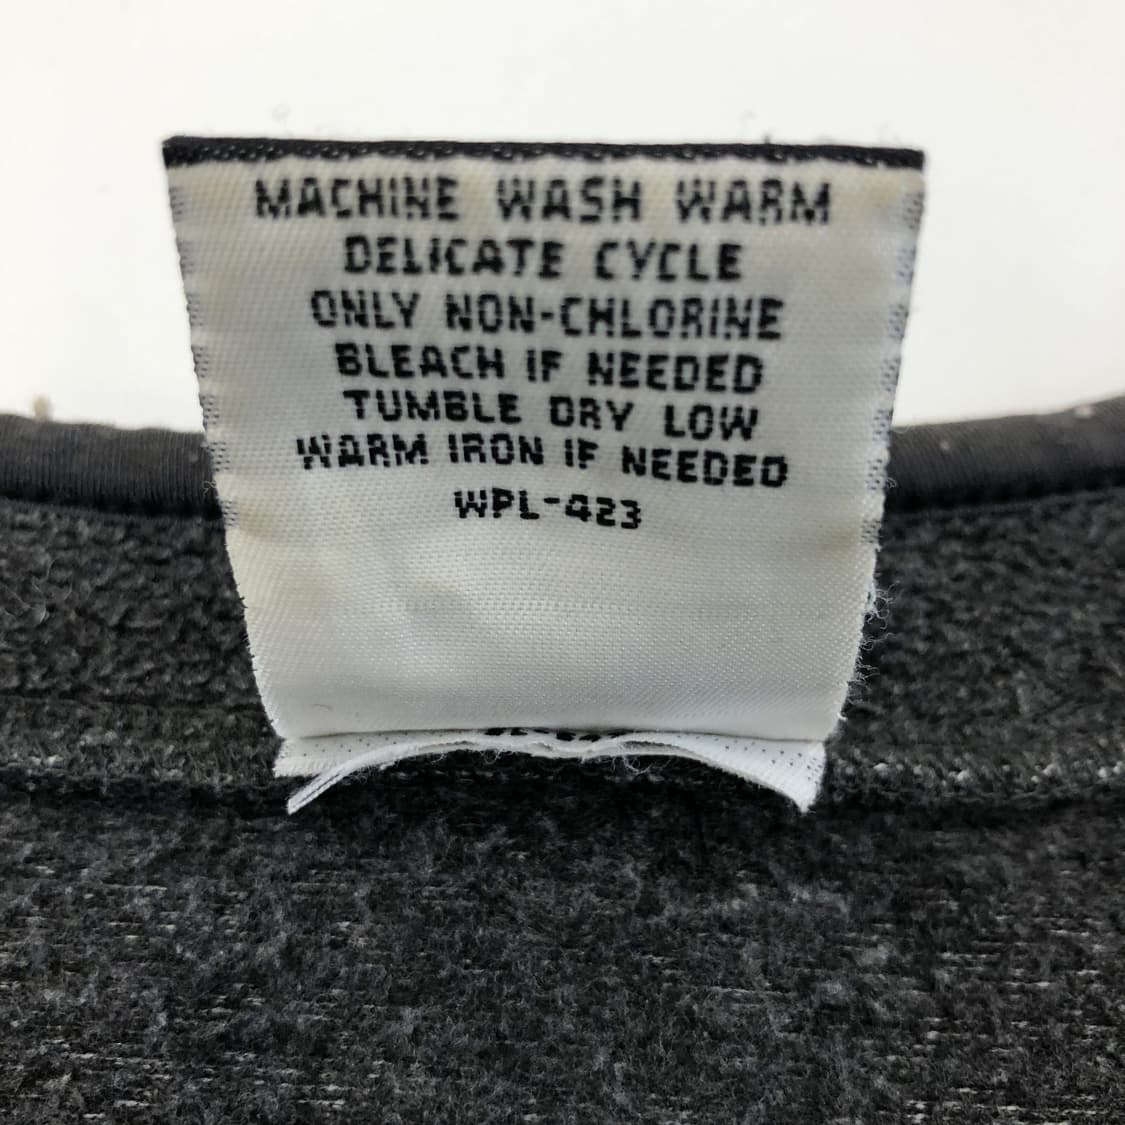 MACHINE WASH WARM
DELICATE CYCLE
ONLY NON-CHLORINE
BLEACH IF NEEDED
TUMBLE DRY LOW
WARM IRON IF NEEDED
WPL-423